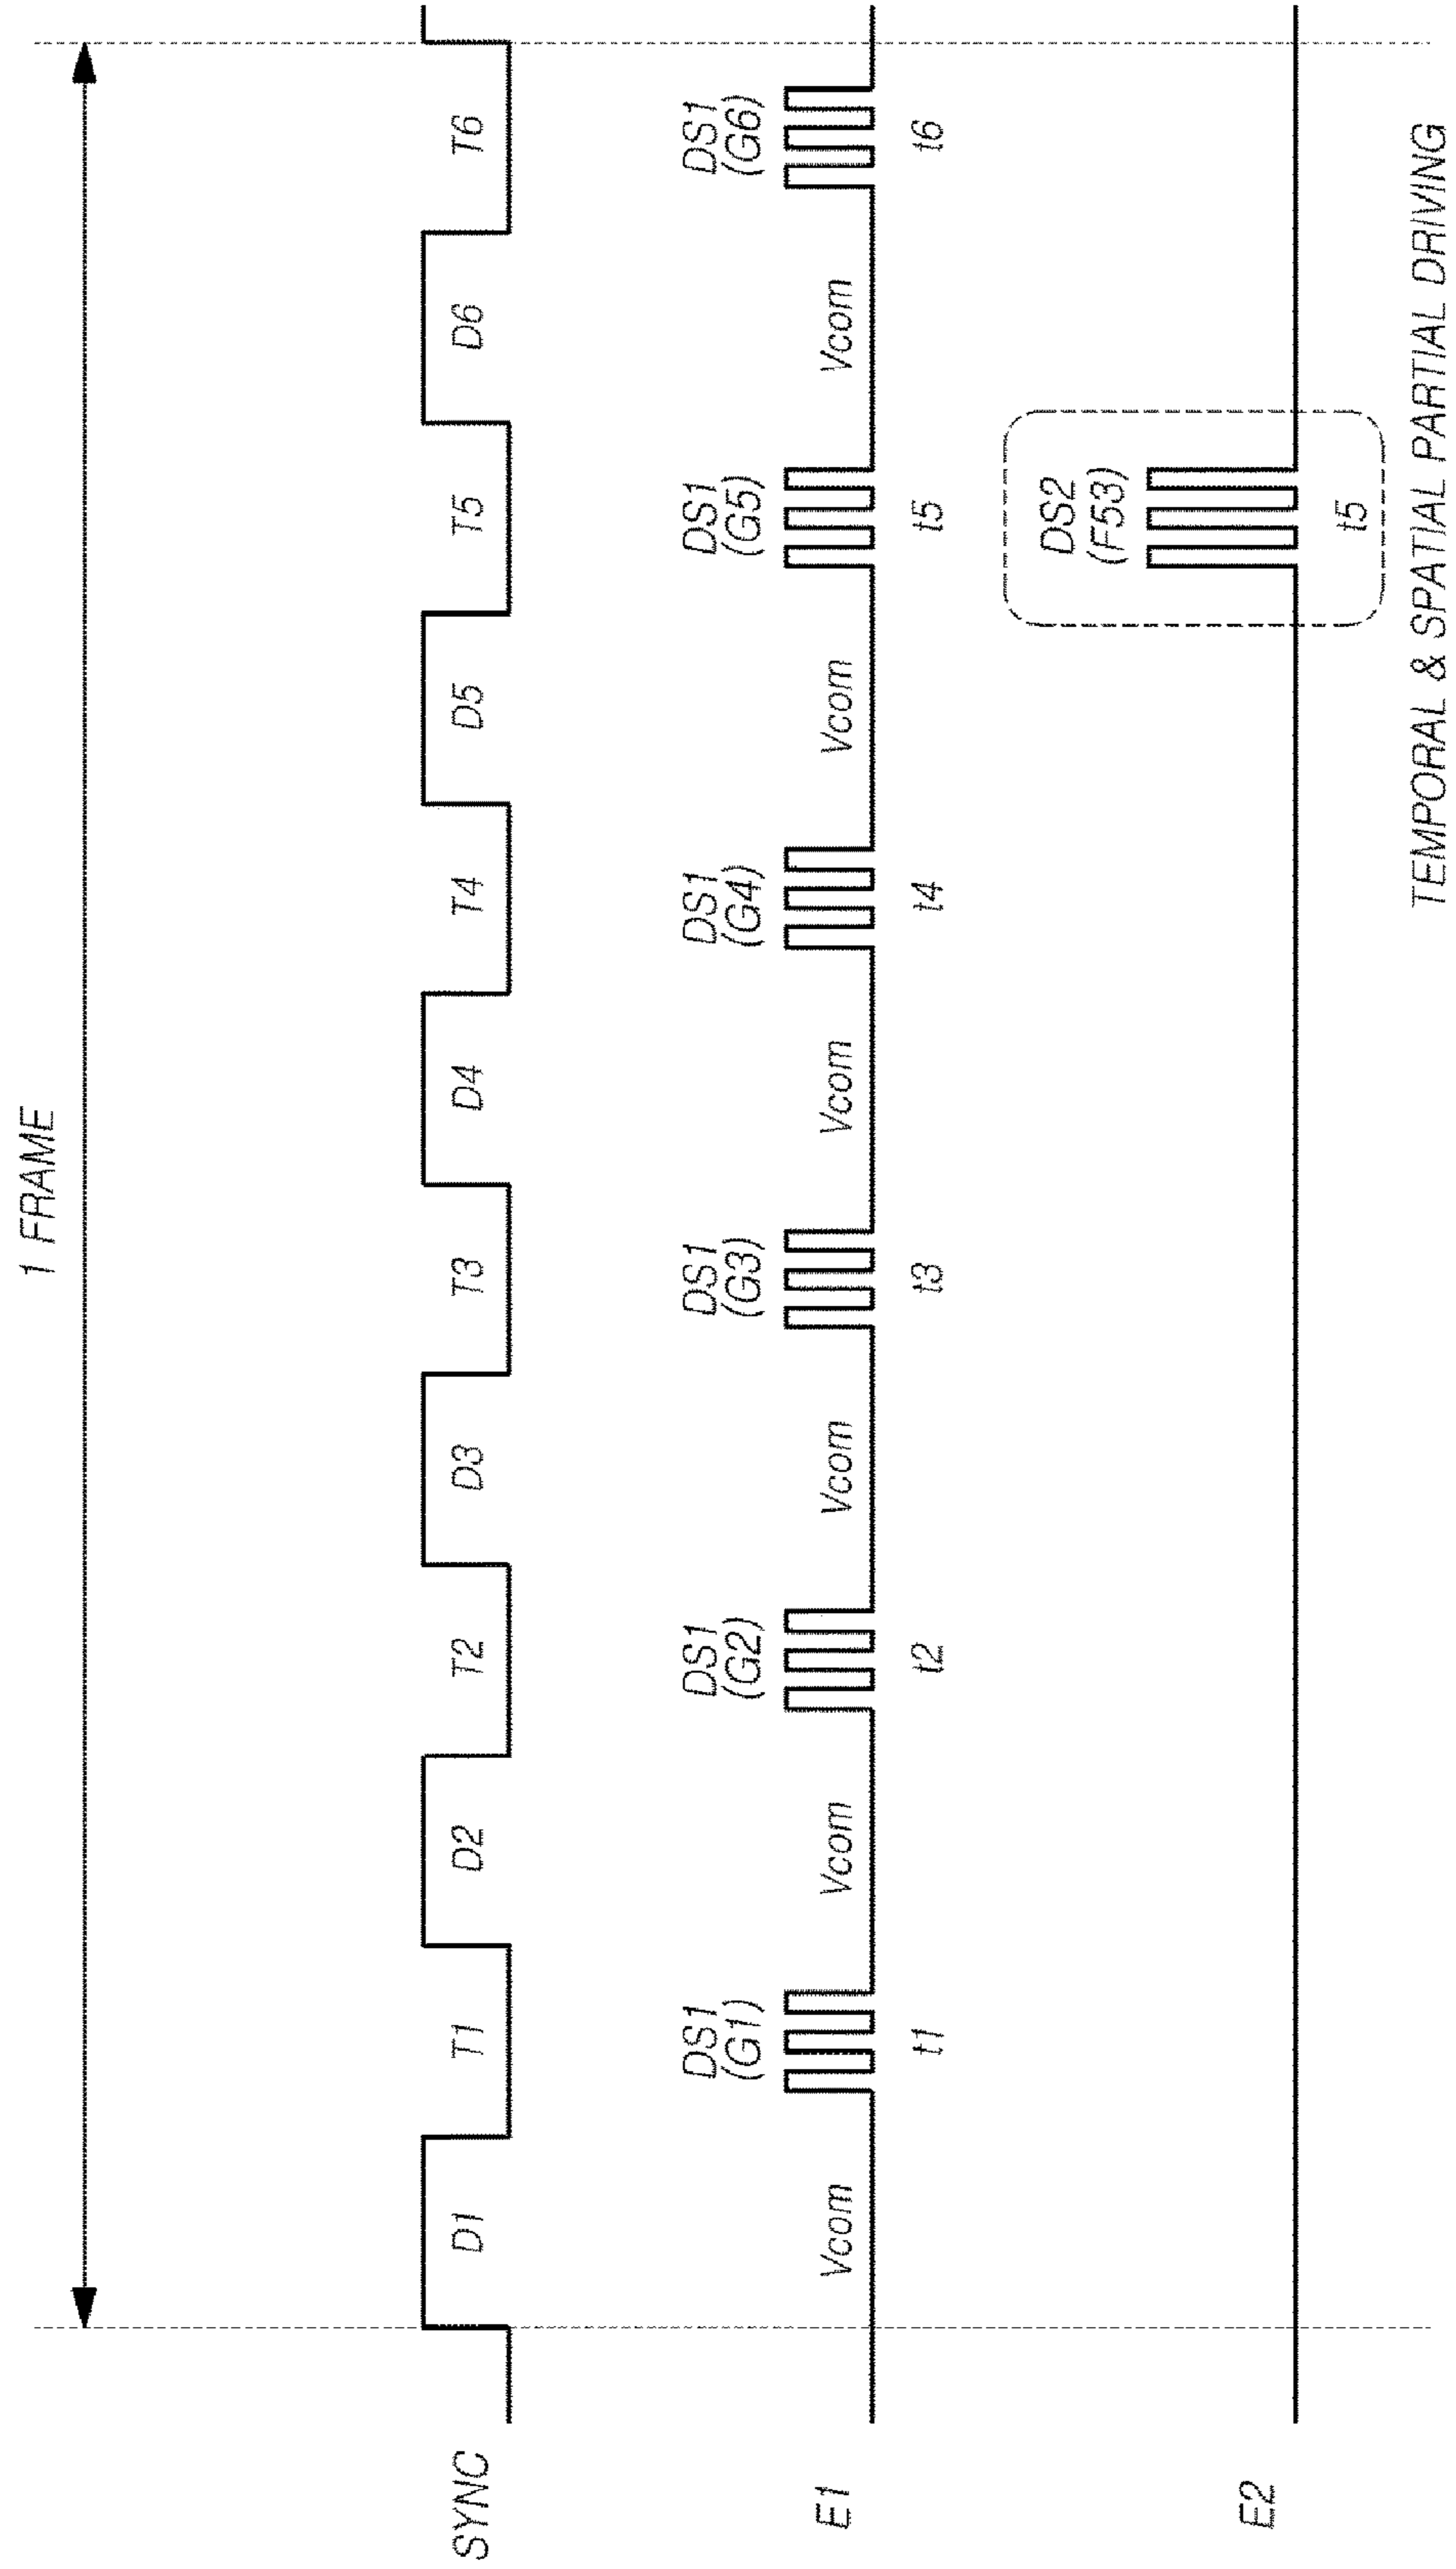 1 FRAME
SYNC
D1
T1
D2
T2
D3
T3
D4
T4
D5
T5
D6
T6
E1
Vcom
DS1
(G1)
t1
Vcom
DS1
(G2)
t2
Vcom
DS1
(G3)
t3
Vcom
DS1
(G4)
t4
Vcom
DS1
(G5)
t5
Vcom
DS1
(G6)
t6
E2
DS2
(F53)
t5
TEMPORAL & SPATIAL PARTIAL DRIVING